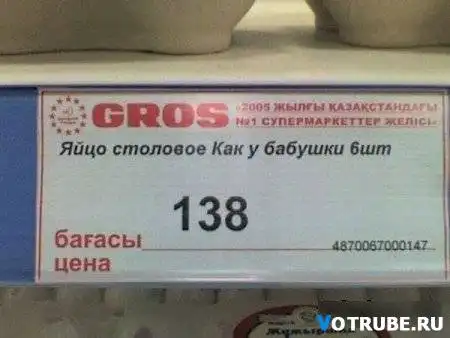 GROS «2005 ЖЫЛҒЫ ҚАЗАҚСТАНДАҒЫ
№1 СУПЕРМАРКЕТТЕР ЖЕЛІСІ»
Яйцо столовое Как у бабушки 6шт
138
бағасы
цена
4870067000147
VOTRUBE.RU